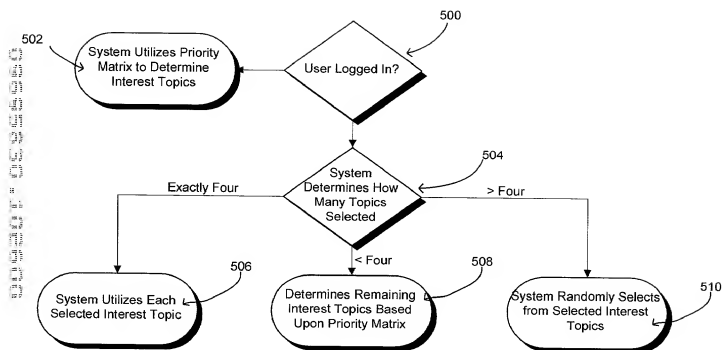 500
502
System Utilizes Priority
Matrix to Determine
Interest Topics
User Logged In?
504
System
Determines How
Many Topics
Selected
Exactly Four
> Four
< Four
506
System Utilizes Each
Selected Interest Topic
508
Determines Remaining
Interest Topics Based
Upon Priority Matrix
510
System Randomly Selects
from Selected Interest
Topics